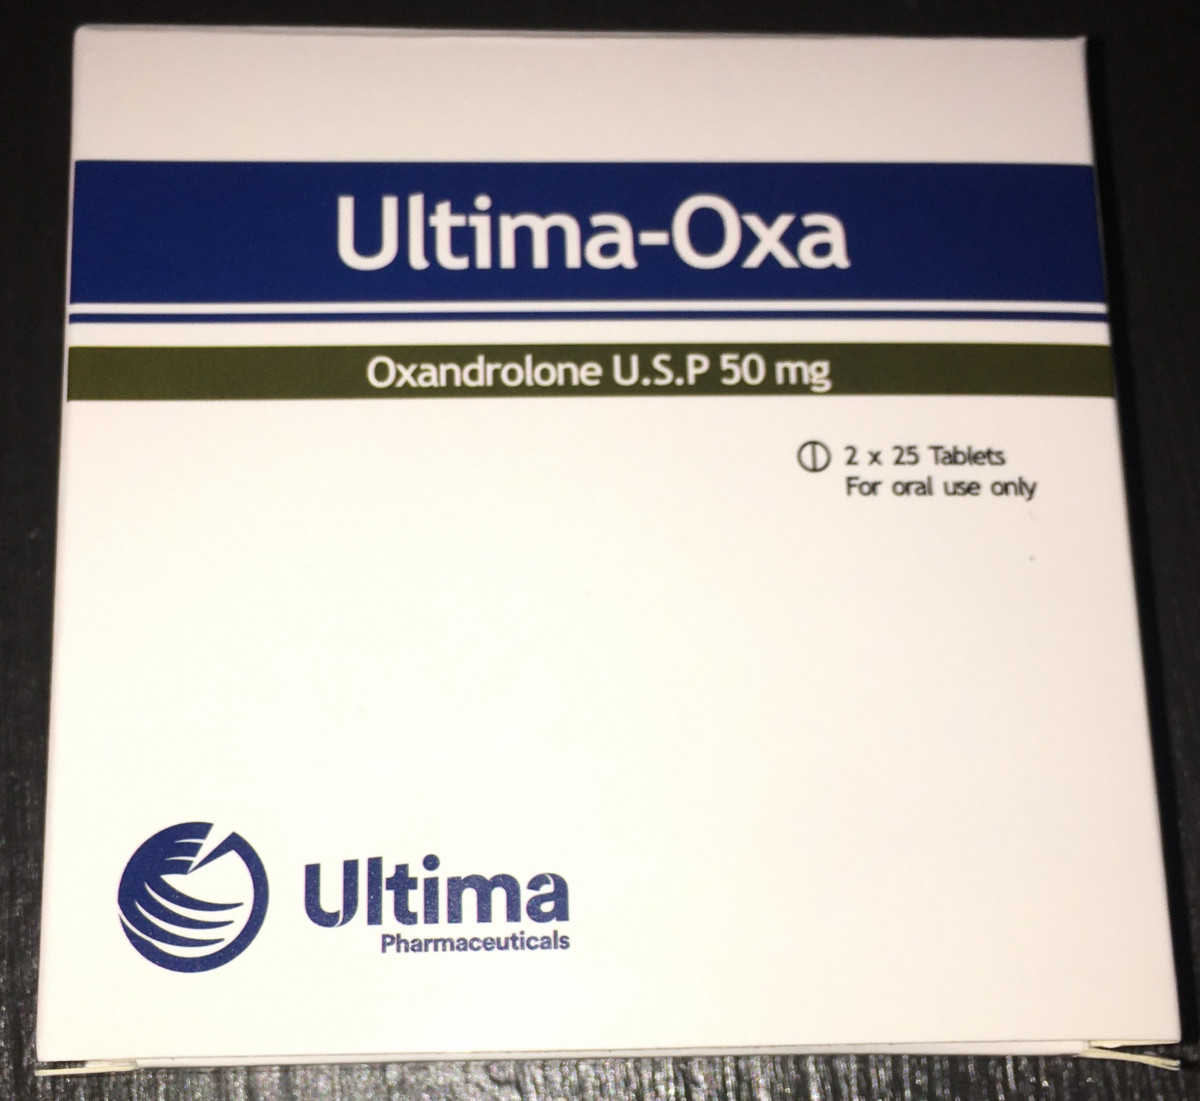 Ultima-Oxa
Oxandrolone U.S.P 50 mg
2 x 25 Tablets
For oral use only
Ultima
Pharmaceuticals